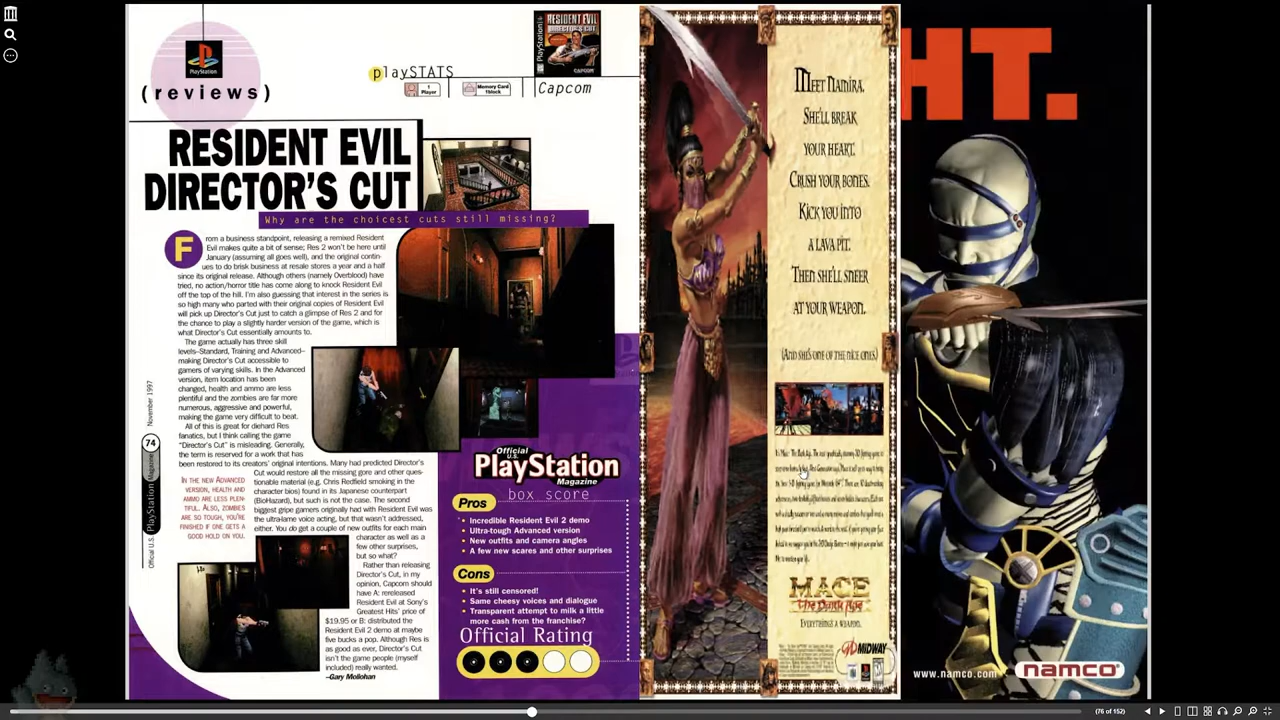 PlayStation
(reviews)
playSTATS
1
Player
Memory Card
1block
PlayStation
RESIDENT EVIL
DIRECTOR'S CUT
CAPCOM
Capcom
RESIDENT EVIL
DIRECTOR'S CUT
Why are the choicest cuts still missing?
From a business standpoint, releasing a remixed Resident
Evil makes quite a bit of sense; Res 2 won't be here until
January (assuming all goes well), and the original contin-
ues to do brisk business at resale stores a year and a half
since its original release. Although others (namely Overblood) have
tried, no action/horror title has come along to knock Resident Evil
off the top of the hill. I'm also guessing that interest in the series is
so high many who parted with their original copies of Resident Evil
will pick up Director's Cut just to catch a glimpse of Res 2 and for
the chance to play a slightly harder version of the game, which is
what Director's Cut essentially amounts to.
The game actually has three skill
levels–Standard, Training and Advanced–
making Director's Cut accessible to
gamers of varying skills. In the Advanced
version, item location has been
changed, health and ammo are less
plentiful and the zombies are far more
numerous, aggressive and powerful,
making the game very difficult to beat.
All of this is great for diehard Res
fanatics, but I think calling the game
"Director's Cut" is misleading. Generally,
the term is reserved for a work that has
been restored to its creators' original intentions. Many had predicted Director's
Cut would restore all the missing gore and other ques-
tionable material (e.g. Chris Redfield smoking in the
character bios) found in its Japanese counterpart
(BioHazard), but such is not the case. The second
biggest gripe gamers originally had with Resident Evil was
the ultra-lame voice acting, but that wasn't addressed,
either. You do get a couple of new outfits for each main
character as well as a
few other surprises,
but so what?
Rather than releasing
Director's Cut, in my
opinion, Capcom should
have A: rereleased
Resident Evil at Sony's
Greatest Hits' price of
$19.95 or B: distributed the
Resident Evil 2 demo at maybe
five bucks a pop. Although Res is
as good as ever, Director's Cut
isn't the game people (myself
included) really wanted.
–Gary Mollohan
IN THE NEW ADVANCED
VERSION, HEALTH AND
AMMO ARE LESS PLEN-
TIFUL. ALSO, ZOMBIES
ARE SO TOUGH, YOU'RE
FINISHED IF ONE GETS A
GOOD HOLD ON YOU.
November 1997
74
Official U.S. PlayStation Magazine
Official
U.S.
PlayStation
Magazine
box score
Pros
• Incredible Resident Evil 2 demo
• Ultra-tough Advanced version
• New outfits and camera angles
• A few new scares and other surprises
Cons
• It's still censored!
• Same cheesy voices and dialogue
• Transparent attempt to milk a little
more cash from the franchise?
Official Rating
MEET NAMIRA.
SHE'LL BREAK
YOUR HEART.
CRUSH YOUR BONES.
KICK YOU INTO
A LAVA PIT.
THEN SHE'LL SNEER
AT YOUR WEAPON.
(AND SHE'S ONE OF THE NICE ONES.)
MACE
The Dark Age
EVERYTHING'S A WEAPON.
MIDWAY
HT.
www.namco.com
namco
(76 of 152)